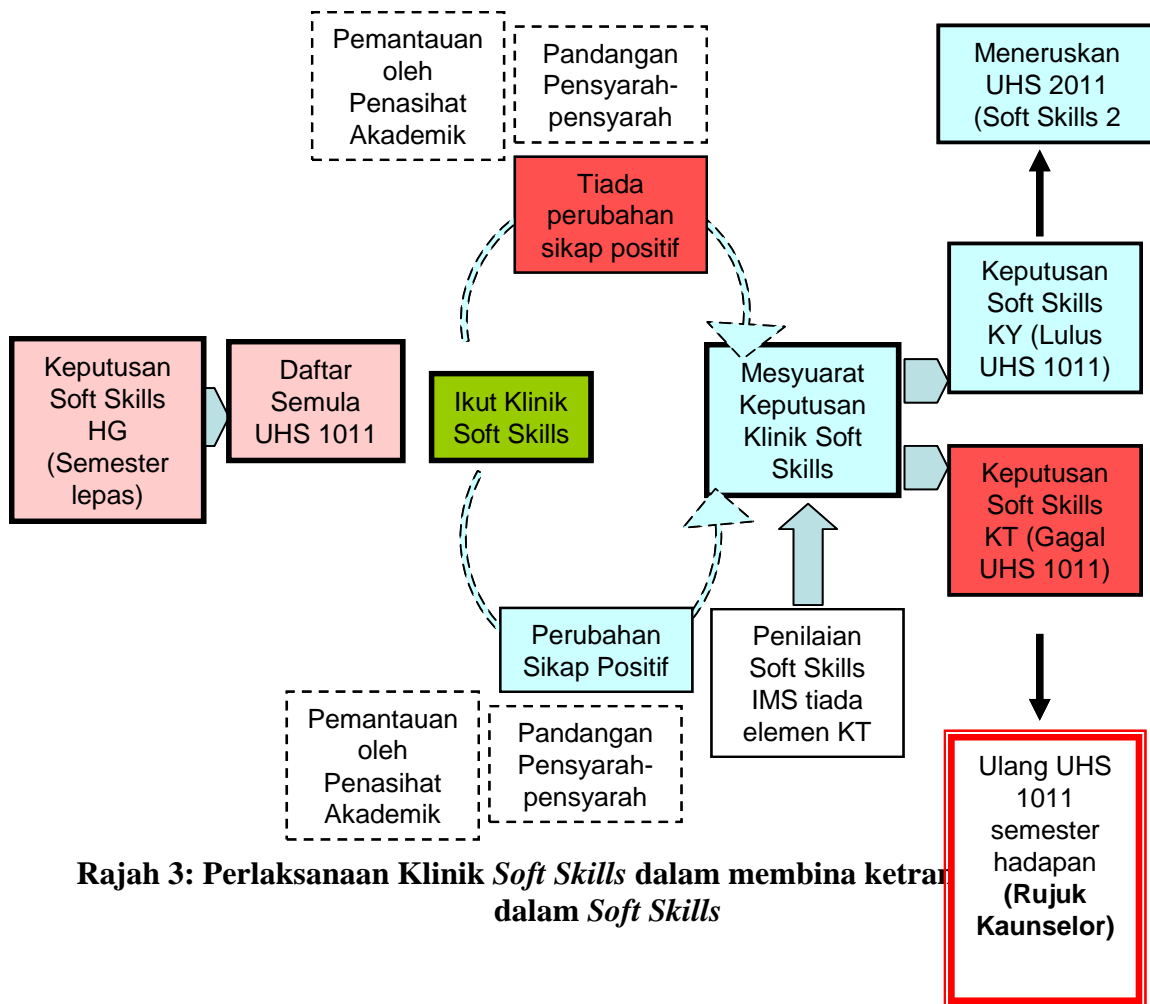 Pemantauan
oleh
Penasihat
Akademik
Pandangan
Pensyarah-
pensyarah
Tiada
perubahan
sikap positif
Meneruskan
UHS 2011
(Soft Skills 2
Keputusan
Soft Skills
HG
(Semester
lepas)
Daftar
Semula
UHS 1011
Ikut Klinik
Soft Skills
Mesyuarat
Keputusan
Klinik Soft
Skills
Keputusan
Soft Skills
KY (Lulus
UHS 1011)
Keputusan
Soft Skills
KT (Gagal
UHS 1011)
Perubahan
Sikap Positif
Penilaian
Soft Skills
IMS tiada
elemen KT
Pemantauan
oleh
Penasihat
Akademik
Pandangan
Pensyarah-
pensyarah
Ulang UHS
1011
semester
hadapan
(Rujuk
Kaunselor)
Rajah 3: Perlaksanaan Klinik Soft Skills dalam membina
dalam Soft Skills